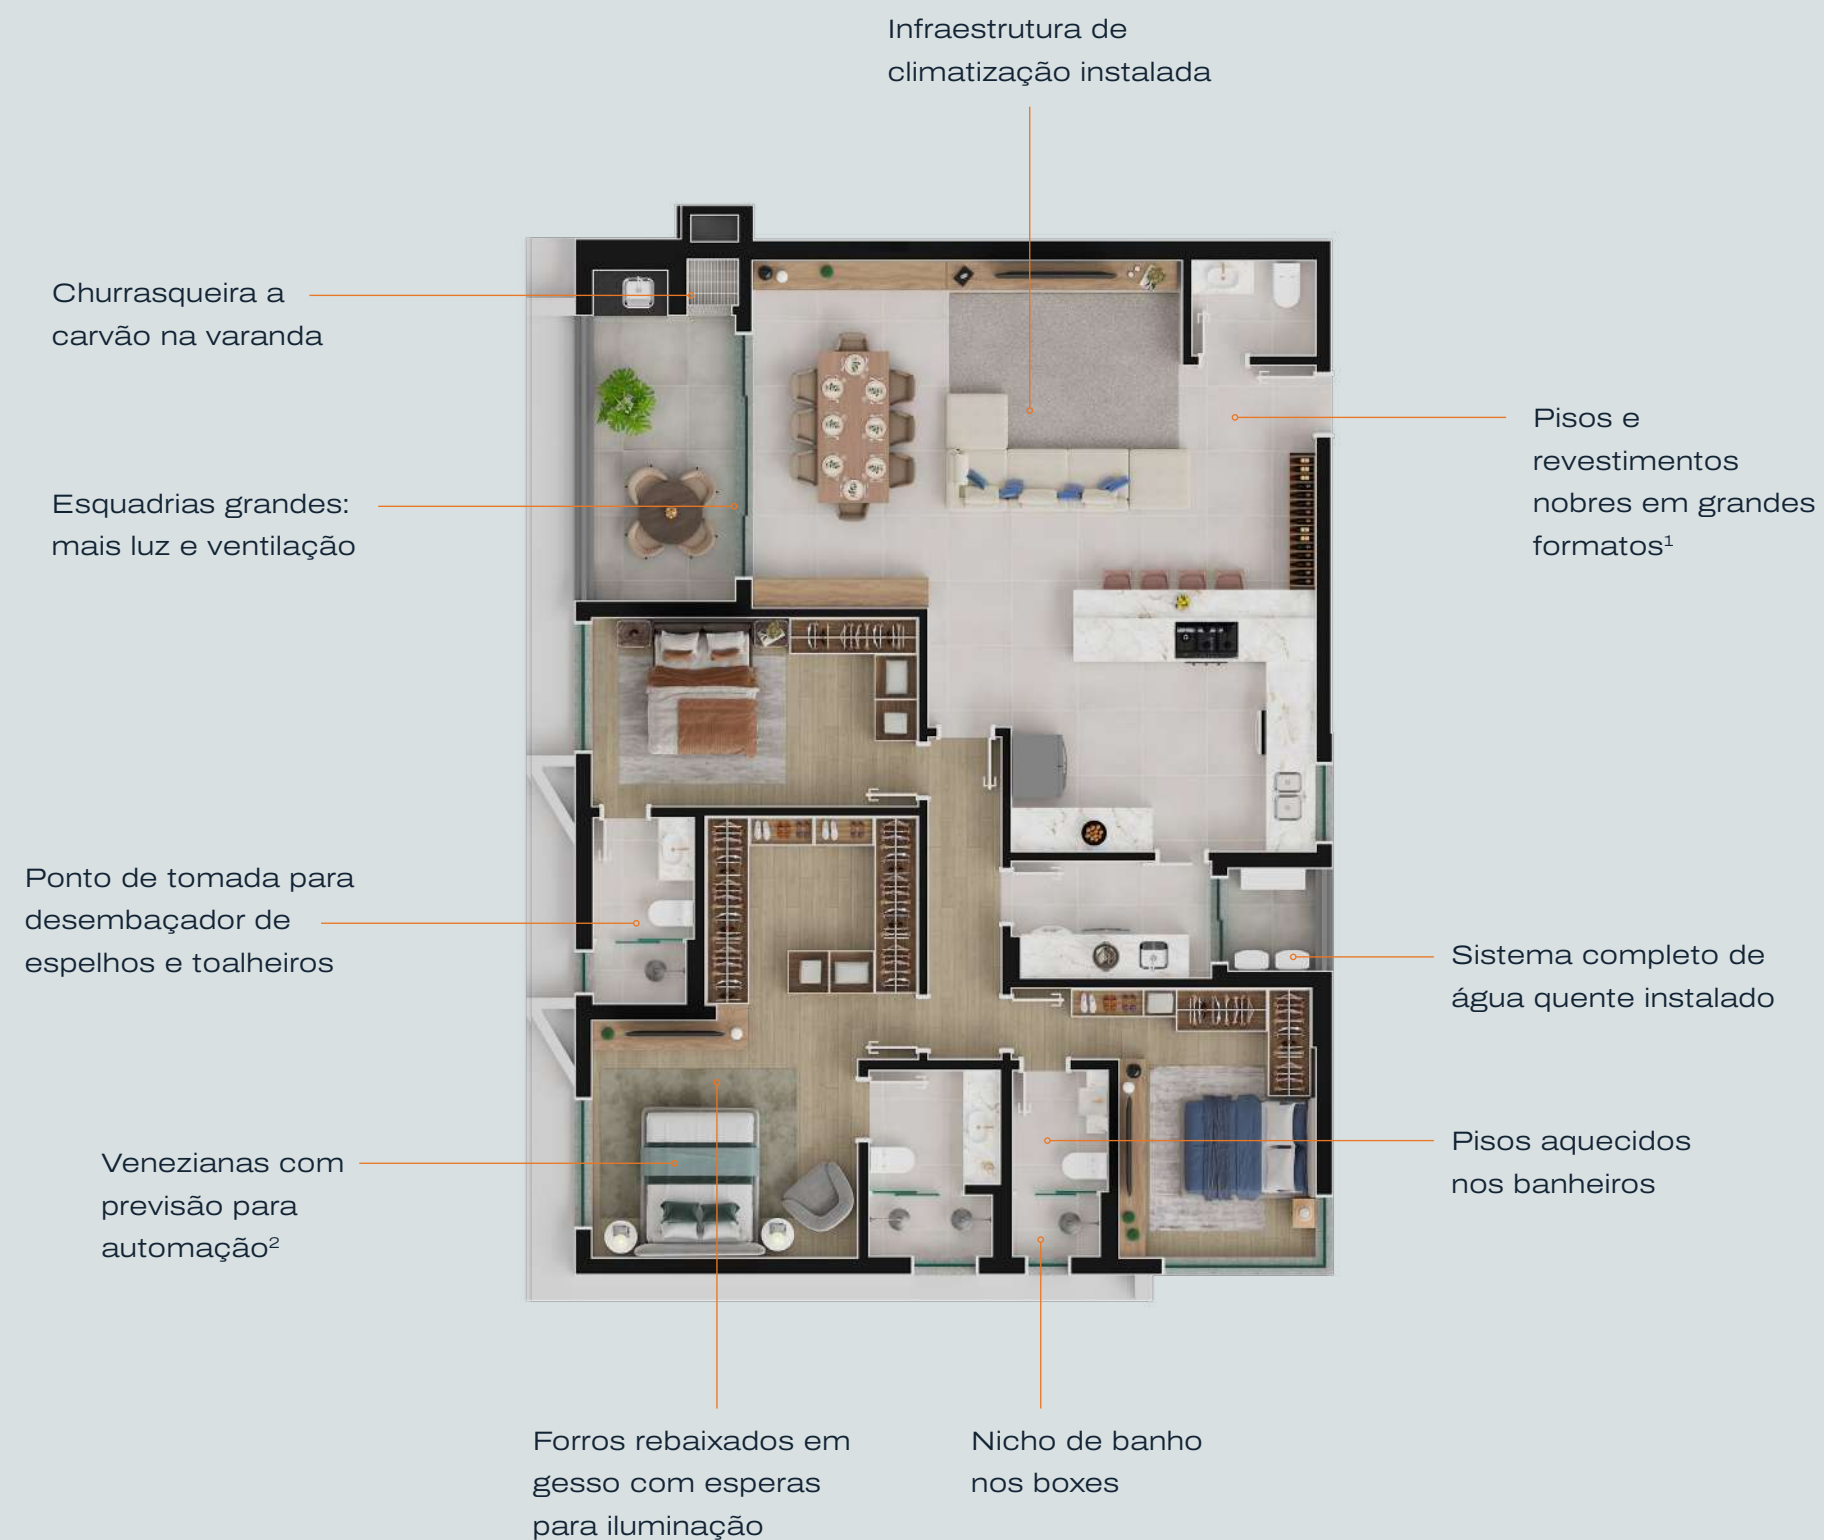 Infraestrutura de
climatização instalada
Churrasqueira a
carvão na varanda
Pisos e
revestimentos
nobres em grandes
formatos¹
Esquadrias grandes:
mais luz e ventilação
Ponto de tomada para
desembaçador de
espelhos e toalheiros
Sistema completo de
água quente instalado
Venezianas com
previsão para
automação²
Pisos aquecidos
nos banheiros
Forros rebaixados em
gesso com esperas
para iluminação
Nicho de banho
nos boxes